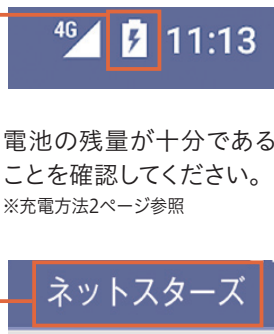 4G 11:13
電池の残量が十分である
ことを確認してください。
※充電方法2ページ参照
ネットスターズ